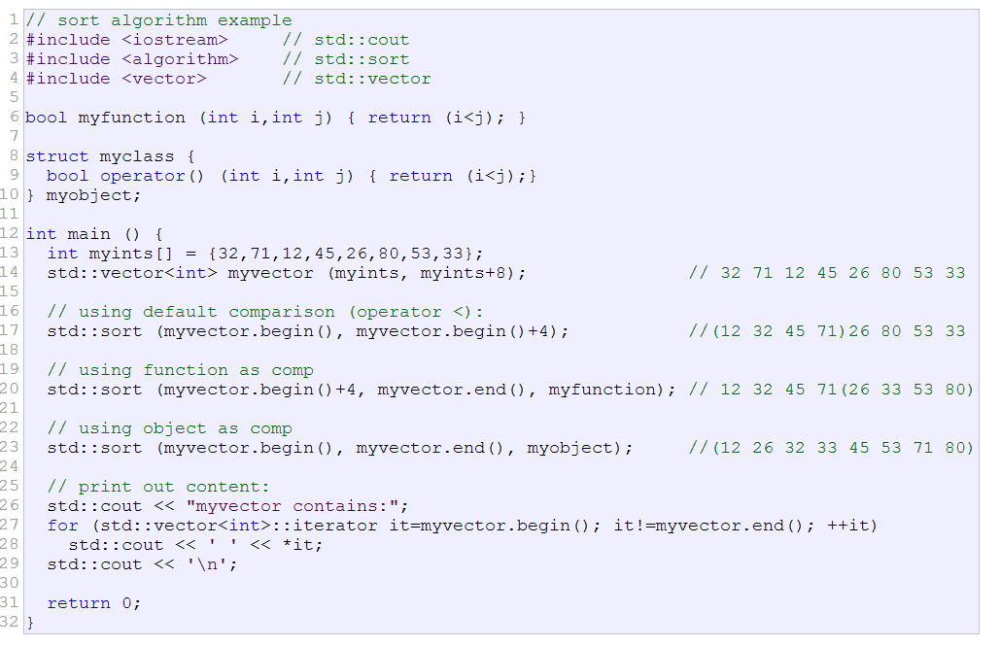 1 // sort algorithm example
2 #include <iostream>     // std::cout
3 #include <algorithm>    // std::sort
4 #include <vector>       // std::vector
5
6 bool myfunction (int i,int j) { return (i<j); }
7
8 struct myclass {
9   bool operator() (int i,int j) { return (i<j);}
10 } myobject;
11
12 int main () {
13   int myints[] = {32,71,12,45,26,80,53,33};
14   std::vector<int> myvector (myints, myints+8);               // 32 71 12 45 26 80 53 33
15
16   // using default comparison (operator <):
17   std::sort (myvector.begin(), myvector.begin()+4);           //(12 32 45 71)26 80 53 33
18
19   // using function as comp
20   std::sort (myvector.begin()+4, myvector.end(), myfunction); // 12 32 45 71(26 33 53 80)
21
22   // using object as comp
23   std::sort (myvector.begin(), myvector.end(), myobject);     //(12 26 32 33 45 53 71 80)
24
25   // print out content:
26   std::cout << "myvector contains:";
27   for (std::vector<int>::iterator it=myvector.begin(); it!=myvector.end(); ++it)
28     std::cout << ' ' << *it;
29   std::cout << '\n';
30
31   return 0;
32 }